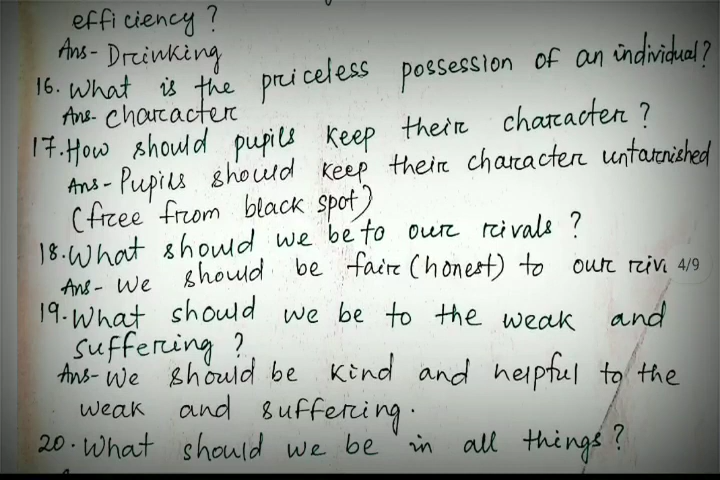 efficiency?
Ans- Drinking
16. What is the priceless possession of an individual?
Ans- Character
17. How should pupils keep their character?
Ans- Pupils should keep their character untarnished
(free from black spot)
18. What should we be to our rivals?
Ans- We should be fair (honest) to our riv
4/9
19. What should we be to the weak and
suffering?
Ans- We should be kind and helpful to the
weak and suffering.
20. What should we be in all things?